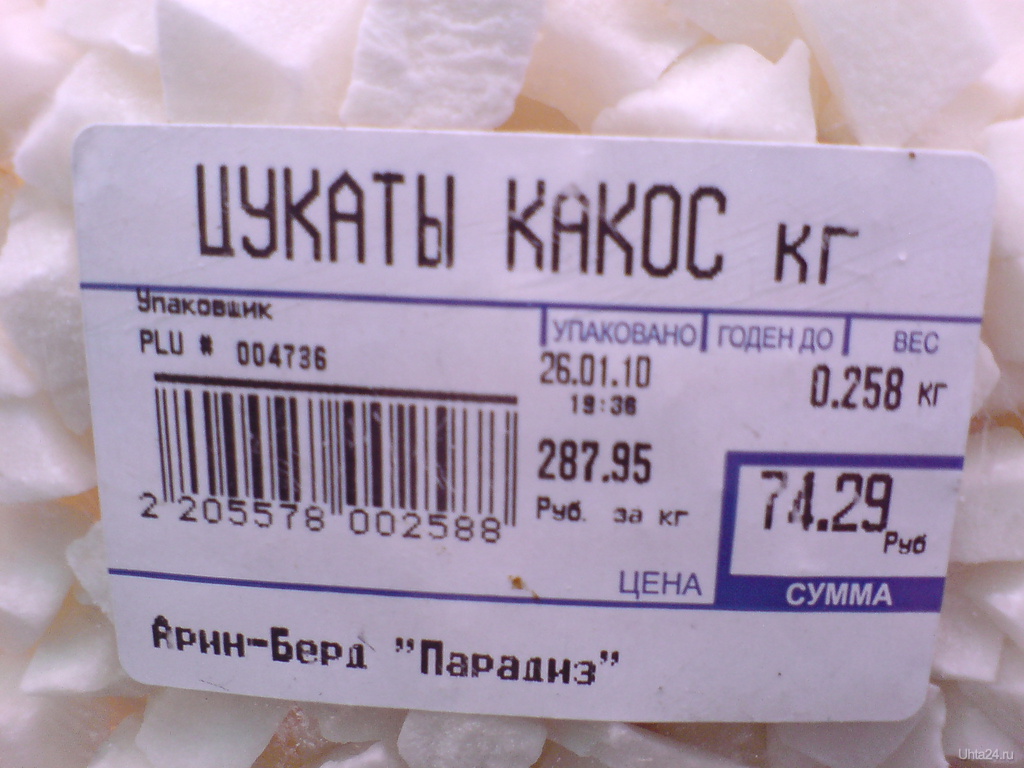 ЦУКАТЫ КАКОС кг
Упаковщик
PLU # 004736
УПАКОВАНО ГОДЕН ДО ВЕС
26.01.10 0.258 кг
19:36
287.95
Руб. за кг
74.29
Руб
2 205578 002588
ЦЕНА СУММА
Арин-Берд "Парадиз"
Uhta24.ru